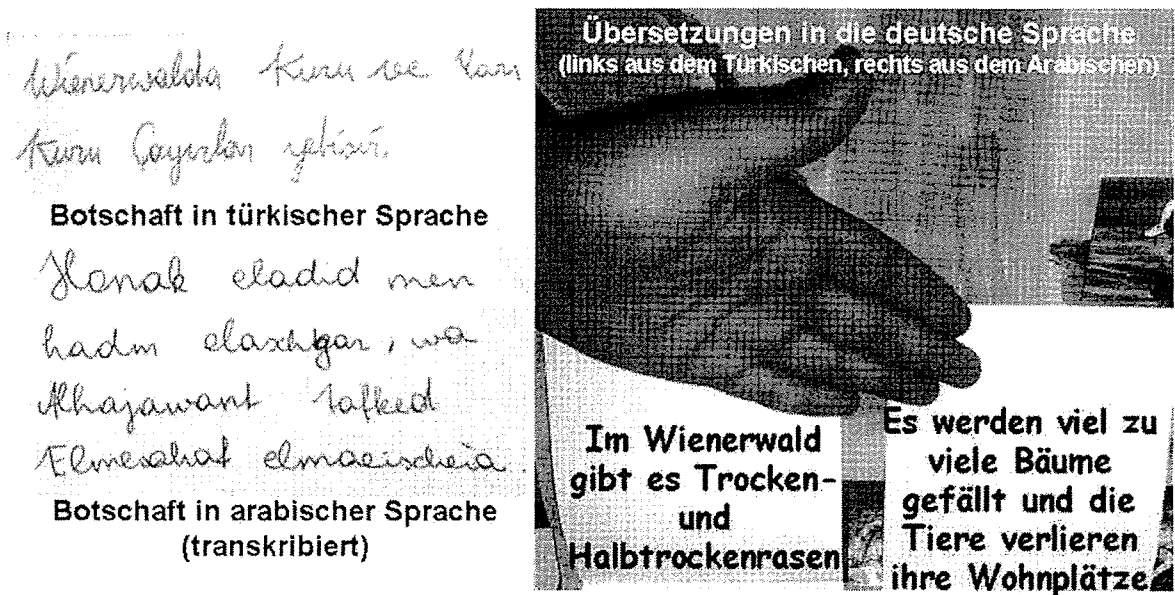 Wienerwalda Kuru ve Yarı
Kuru Çayırları yetişir.
Botschaft in türkischer Sprache
Honak eladid men
hadm elaschgar, wa
Alhajawant tafked
Elmesahat elmaeischeia.
Botschaft in arabischer Sprache
(transkribiert)
Übersetzungen in die deutsche Sprache
(links aus dem Türkischen, rechts aus dem Arabischen)
Im Wienerwald
gibt es Trocken-
und
Halbtrockenrasen
Es werden viel zu
viele Bäume
gefällt und die
Tiere verlieren
ihre Wohnplätze